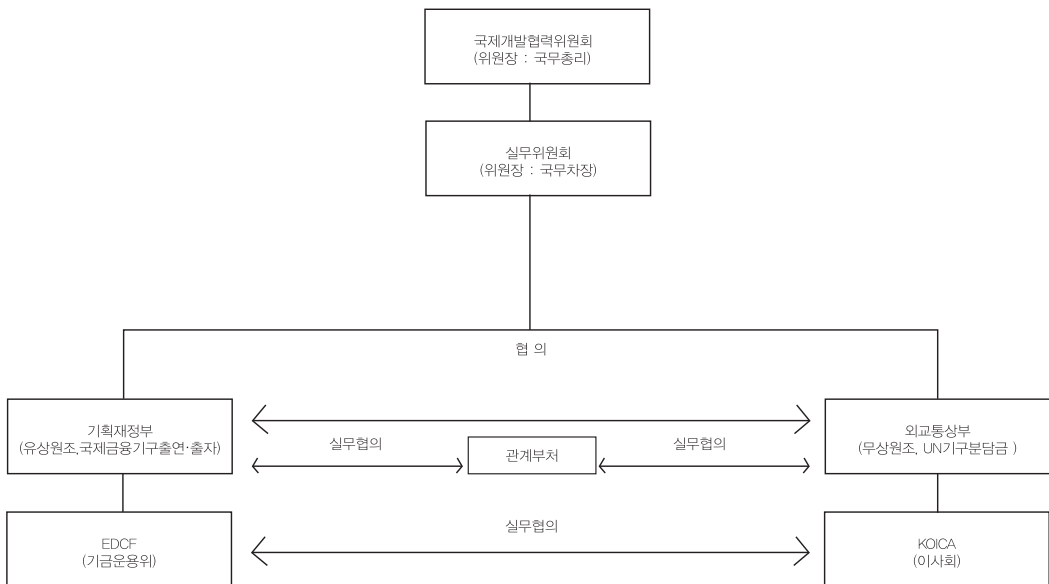 국제개발협력위원회
(위원장 : 국무총리)
실무위원회
(위원장 : 국무차장)
협 의
기획재정부
(유상원조,국제금융기구출연·출자)
외교통상부
(무상원조, UN기구분담금 )
실무협의
관계부처
실무협의
실무협의
EDCF
(기금운용위)
KOICA
(이사회)